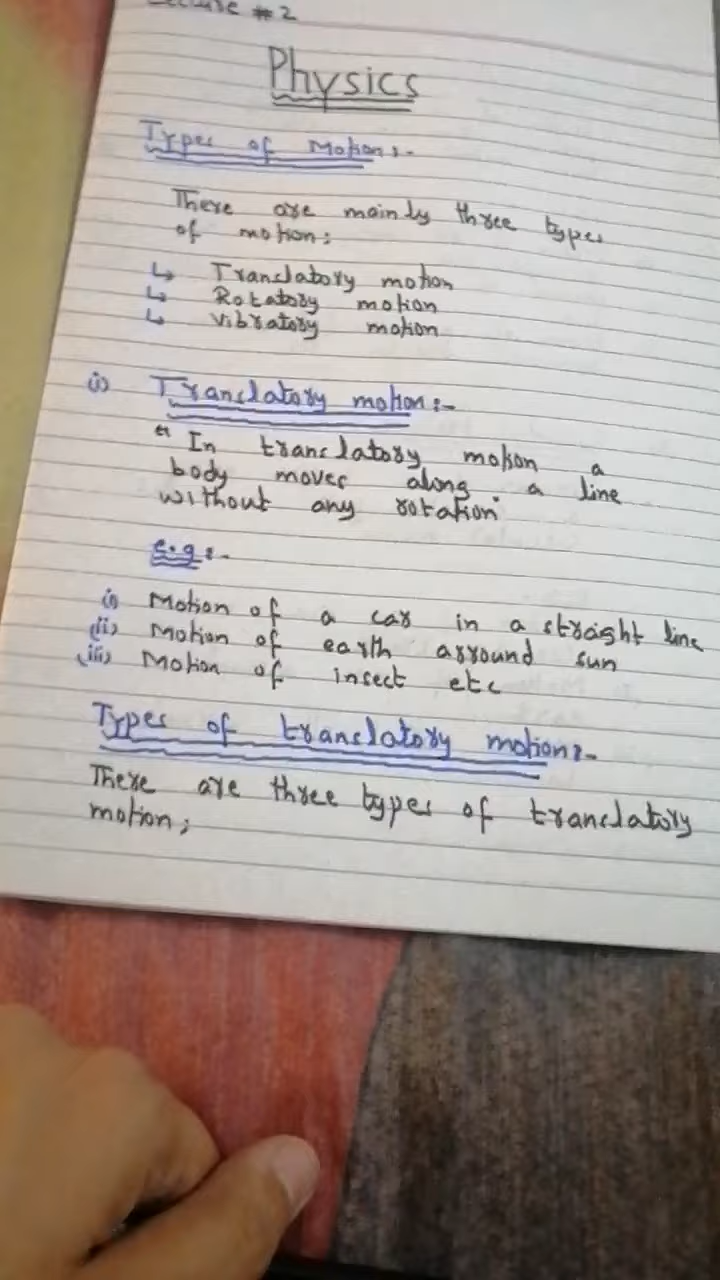 Lecture #2
Physics
Types of Motion:-
There are mainly three types
of motion:
↳ Translatory motion
↳ Rotatory motion
↳ Vibratory motion
(i) Translatory motion:-
" In translatory motion a
body moves along a line
without any rotation"
e.g:-
(i) Motion of a car in a straight line
(ii) Motion of earth arround sun
(iii) Motion of insect etc
Types of translatory motion:-
There are three types of translatory
motion;